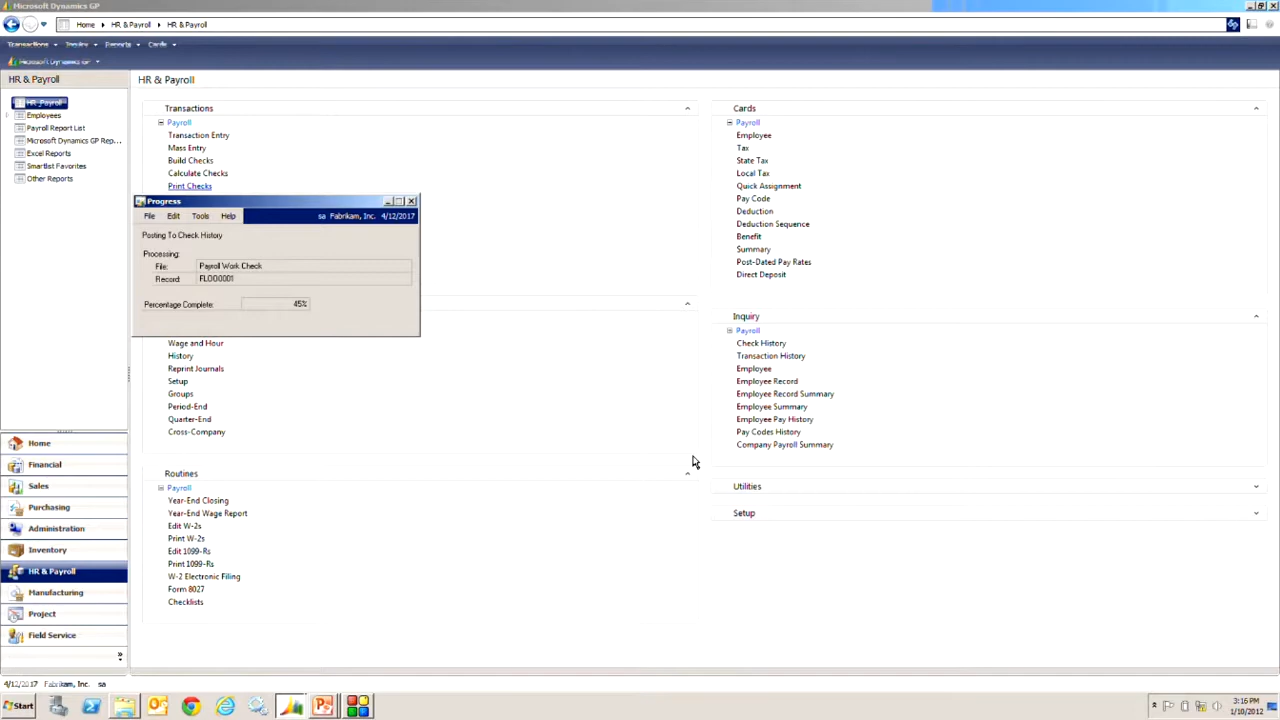 Microsoft Dynamics GP
Home HR & Payroll HR & Payroll
Transactions Inquiry Reports Cards
Microsoft Dynamics GP
HR & Payroll
HR & Payroll
HR_Payroll
Employees
Payroll Report List
Microsoft Dynamics GP Rep...
Excel Reports
Smartlist Favorites
Other Reports
Home
Financial
Sales
Purchasing
Administration
Inventory
HR & Payroll
Manufacturing
Project
Field Service
Transactions
Payroll
Transaction Entry
Mass Entry
Build Checks
Calculate Checks
Print Checks
Progress
File Edit Tools Help sa Fabrikam, Inc. 4/12/2017
Posting To Check History
Processing:
File: Payroll Work Check
Record: FLOO0001
Percentage Complete: 45%
Wage and Hour
History
Reprint Journals
Setup
Groups
Period-End
Quarter-End
Cross-Company
Routines
Payroll
Year-End Closing
Year-End Wage Report
Edit W-2s
Print W-2s
Edit 1099-Rs
Print 1099-Rs
W-2 Electronic Filing
Form 8027
Checklists
Cards
Payroll
Employee
Tax
State Tax
Local Tax
Quick Assignment
Pay Code
Deduction
Deduction Sequence
Benefit
Summary
Post-Dated Pay Rates
Direct Deposit
Inquiry
Payroll
Check History
Transaction History
Employee
Employee Record
Employee Record Summary
Employee Summary
Employee Pay History
Pay Codes History
Company Payroll Summary
Utilities
Setup
4/12/2017 Fabrikam, Inc. sa
Start
3:16 PM
1/10/2012